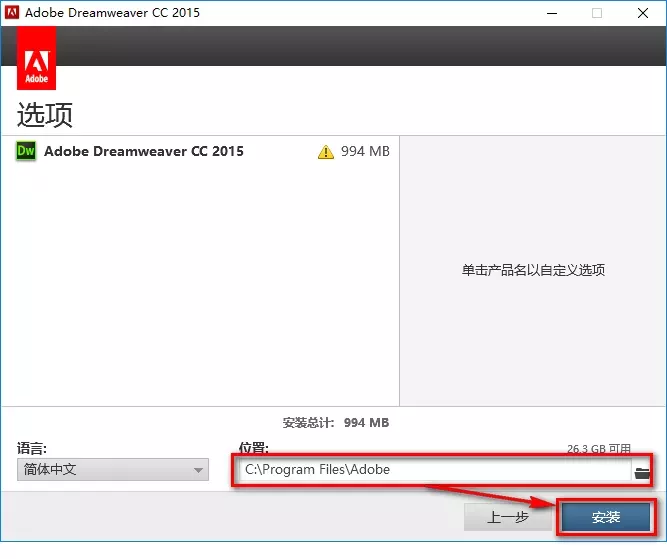 Adobe Dreamweaver CC 2015
Adobe
选项
Dw Adobe Dreamweaver CC 2015 994 MB
单击产品名以自定义选项
安装总计: 994 MB
语言: 位置: 26.3 GB 可用
简体中文 C:\Program Files\Adobe
上一步 安装